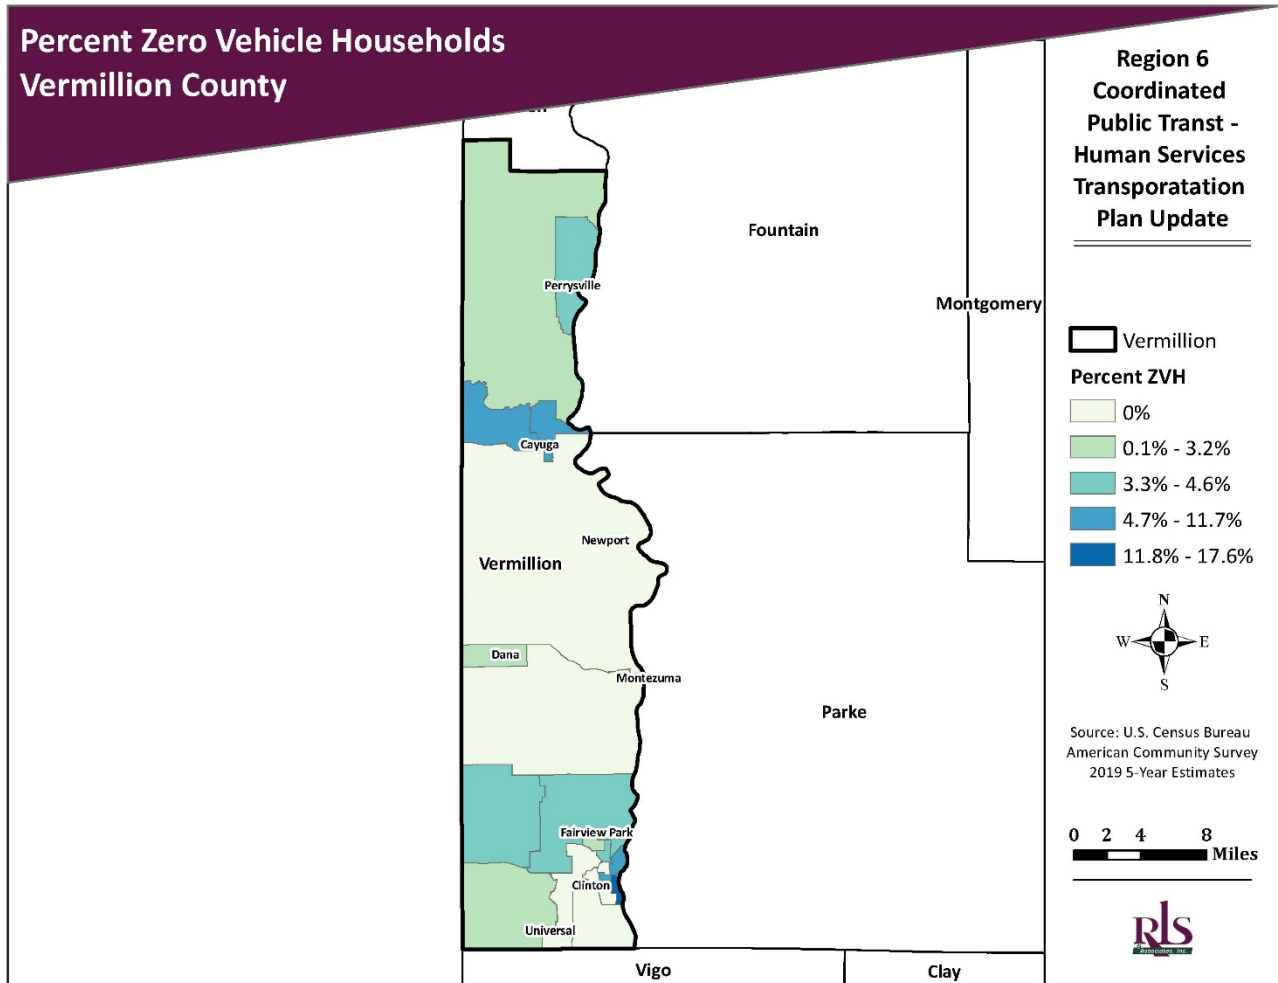 Percent Zero Vehicle Households
Vermillion County
Region 6
Coordinated
Public Transt -
Human Services
Transporatation
Plan Update
Fountain
Montgomery
Perrysville
Cayuga
Newport
Vermillion
Dana
Montezuma
Parke
Fairview Park
Clinton
Universal
Vigo
Clay
Vermillion
Percent ZVH
0%
0.1% - 3.2%
3.3% - 4.6%
4.7% - 11.7%
11.8% - 17.6%
N
W E
S
Source: U.S. Census Bureau
American Community Survey
2019 5-Year Estimates
0 2 4 8
Miles
RLS
& Associates, Inc.